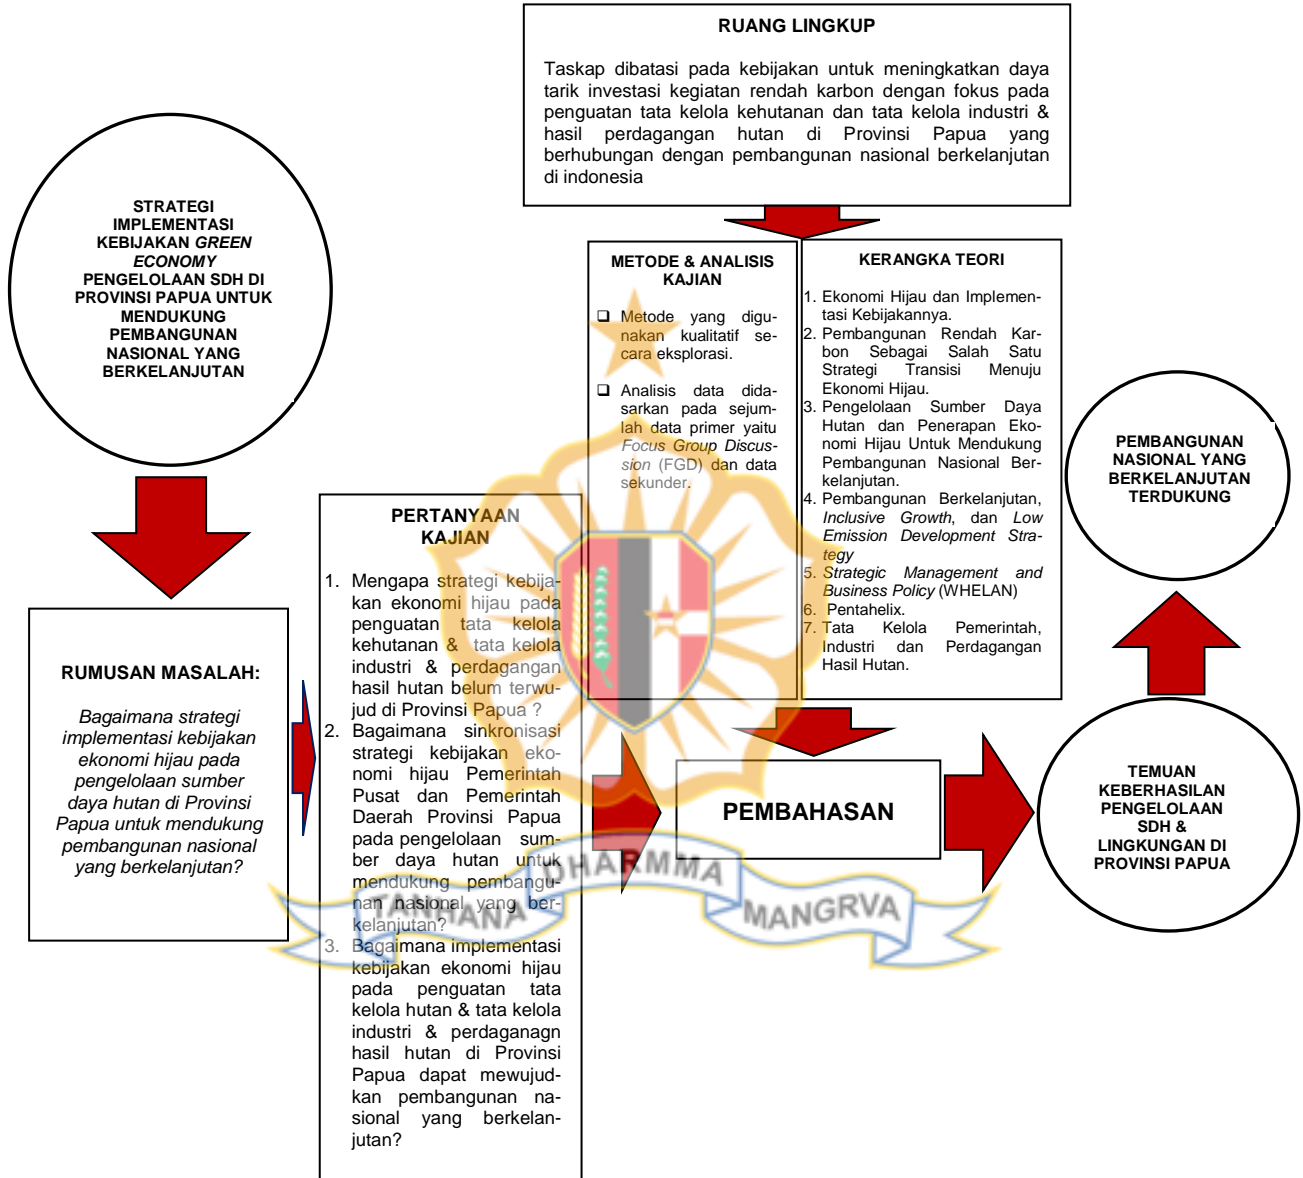 RUANG LINGKUP
Taskap dibatasi pada kebijakan untuk meningkatkan daya
tarik investasi kegiatan rendah karbon dengan fokus pada
penguatan tata kelola kehutanan dan tata kelola industri &
hasil perdagangan hutan di Provinsi Papua yang
berhubungan dengan pembangunan nasional berkelanjutan
di indonesia
STRATEGI
IMPLEMENTASI
KEBIJAKAN GREEN
ECONOMY
PENGELOLAAN SDH DI
PROVINSI PAPUA UNTUK
MENDUKUNG
PEMBANGUNAN
NASIONAL YANG
BERKELANJUTAN
RUMUSAN MASALAH:
Bagaimana strategi
implementasi kebijakan
ekonomi hijau pada
pengelolaan sumber
daya hutan di Provinsi
Papua untuk mendukung
pembangunan nasional
yang berkelanjutan?
PERTANYAAN
KAJIAN
1. Mengapa strategi kebija-
kan ekonomi hijau pada
penguatan tata kelola
kehutanan & tata kelola
industri & perdagangan
hasil hutan belum terwu-
jud di Provinsi Papua ?
2. Bagaimana sinkronisasi
strategi kebijakan eko-
nomi hijau Pemerintah
Pusat dan Pemerintah
Daerah Provinsi Papua
pada pengelolaan sum-
ber daya hutan untuk
mendukung pembangu-
nan nasional yang ber-
kelanjutan?
3. Bagaimana implementasi
kebijakan ekonomi hijau
pada penguatan tata
kelola hutan & tata kelola
industri & perdaganagn
hasil hutan di Provinsi
Papua dapat mewujud-
kan pembangunan na-
sional yang berkelan-
jutan?
METODE & ANALISIS
KAJIAN
❑ Metode yang digu-
nakan kualitatif se-
cara eksplorasi.
❑ Analisis data dida-
sarkan pada sejum-
lah data primer yaitu
Focus Group Discus-
sion (FGD) dan data
sekunder.
KERANGKA TEORI
1. Ekonomi Hijau dan Implemen-
tasi Kebijakannya.
2. Pembangunan Rendah Kar-
bon Sebagai Salah Satu
Strategi Transisi Menuju
Ekonomi Hijau.
3. Pengelolaan Sumber Daya
Hutan dan Penerapan Eko-
nomi Hijau Untuk Mendukung
Pembangunan Nasional Ber-
kelanjutan.
4. Pembangunan Berkelanjutan,
Inclusive Growth, dan Low
Emission Development Stra-
tegy
5. Strategic Management and
Business Policy (WHELAN)
6. Pentahelix.
7. Tata Kelola Pemerintah,
Industri dan Perdagangan
Hasil Hutan.
PEMBAHASAN
TEMUAN
KEBERHASILAN
PENGELOLAAN
SDH &
LINGKUNGAN DI
PROVINSI PAPUA
PEMBANGUNAN
NASIONAL YANG
BERKELANJUTAN
TERDUKUNG
TANHANA DHARMMA MANGRVA